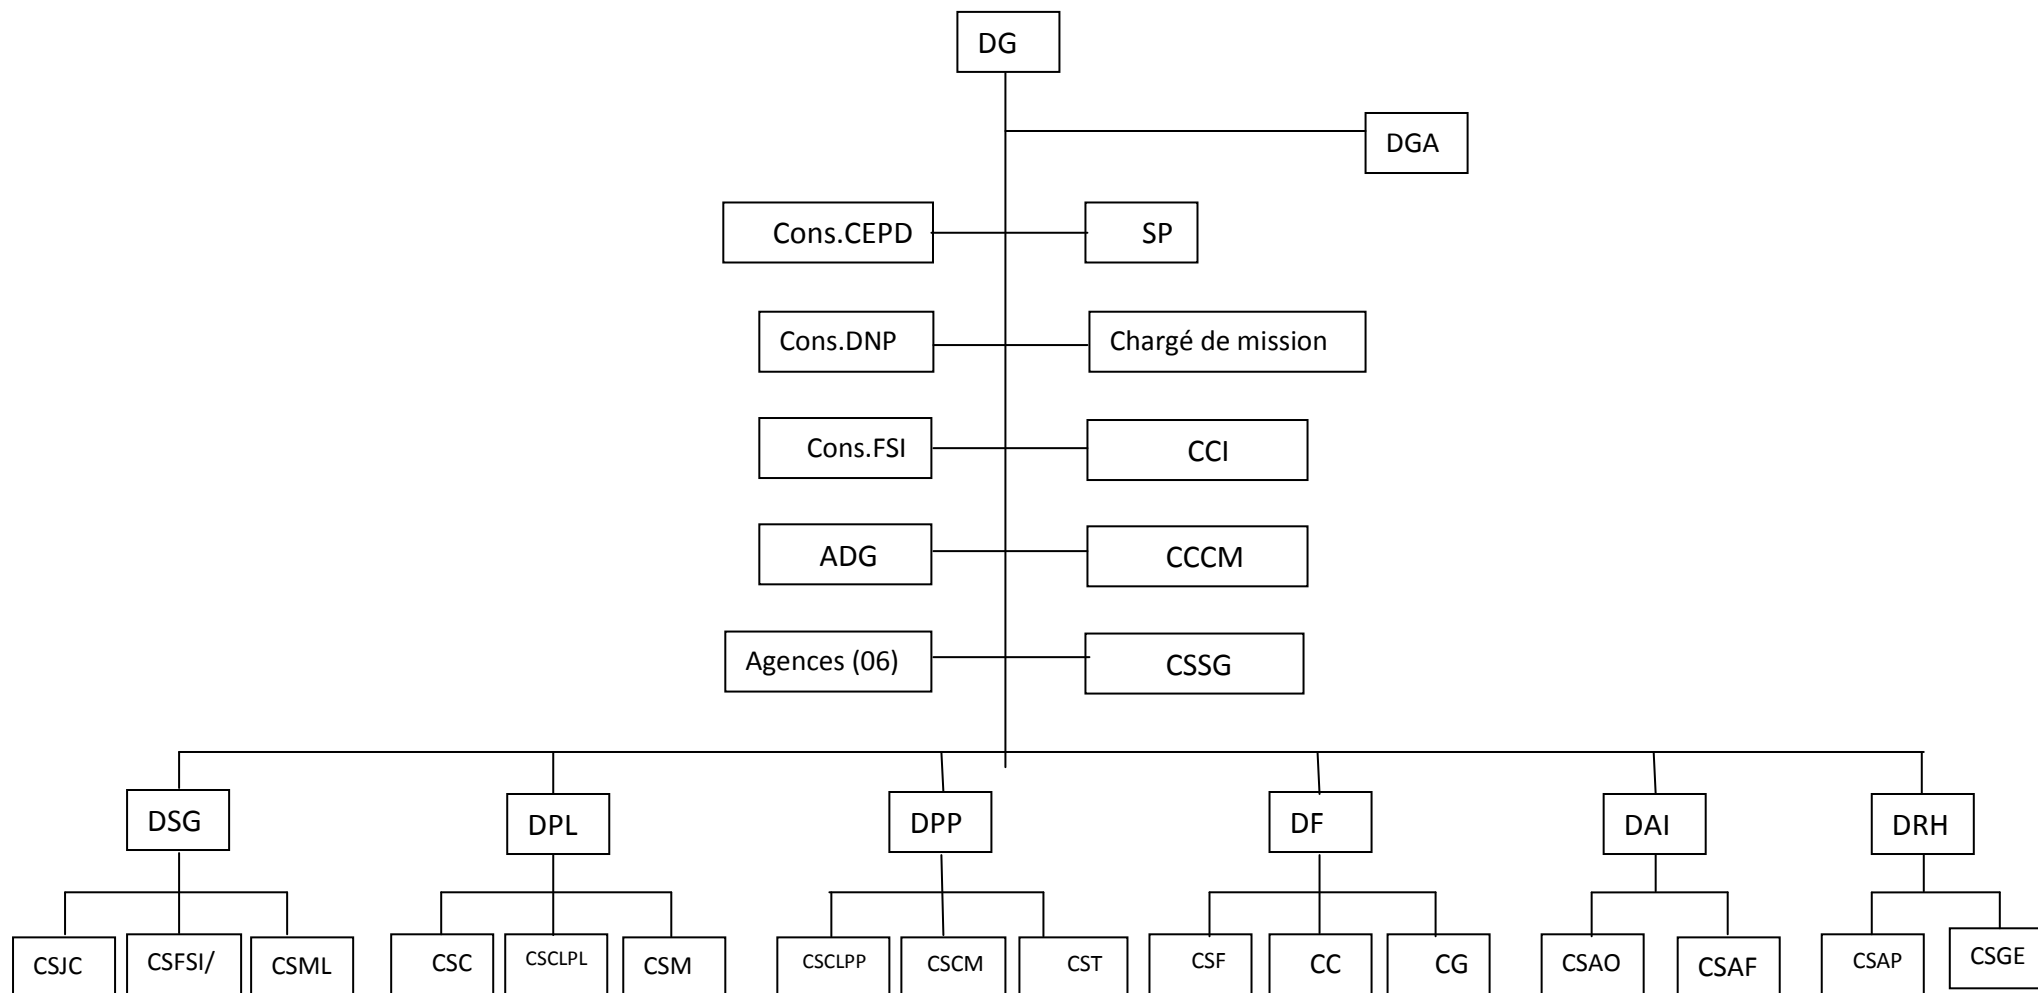 DG
DGA
Cons.CEPD
SP
Cons.DNP
Chargé de mission
Cons.FSI
CCI
ADG
CCCM
Agences (06)
CSSG
DSG
DPL
DPP
DF
DAI
DRH
CSJC
CSFSI/
CSML
CSC
CSCLPL
CSM
CSCLPP
CSCM
CST
CSF
CC
CG
CSAO
CSAF
CSAP
CSGE